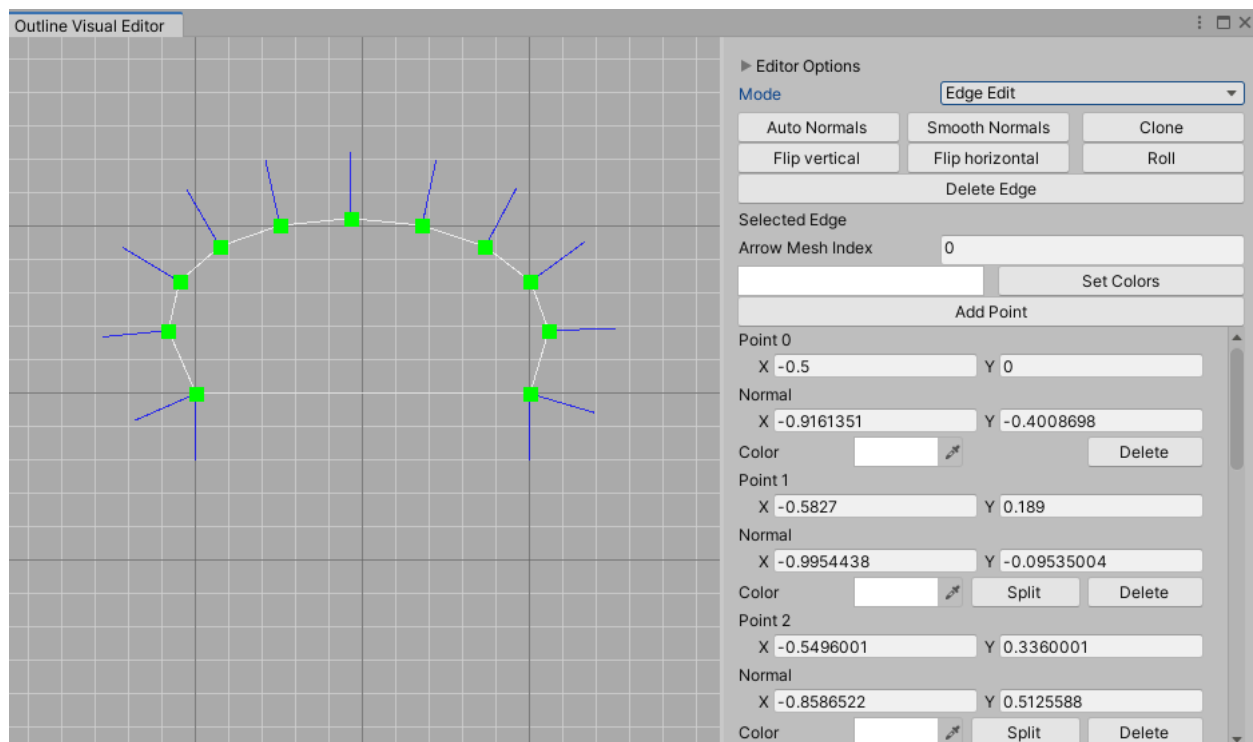 Outline Visual Editor
Editor Options
Mode Edge Edit
Auto Normals Smooth Normals Clone
Flip vertical Flip horizontal Roll
Delete Edge
Selected Edge
Arrow Mesh Index 0
Set Colors
Add Point
Point 0
X -0.5 Y 0
Normal
X -0.9161351 Y -0.4008698
Color Delete
Point 1
X -0.5827 Y 0.189
Normal
X -0.9954438 Y -0.09535004
Color Split Delete
Point 2
X -0.5496001 Y 0.3360001
Normal
X -0.8586522 Y 0.5125588
Color Split Delete